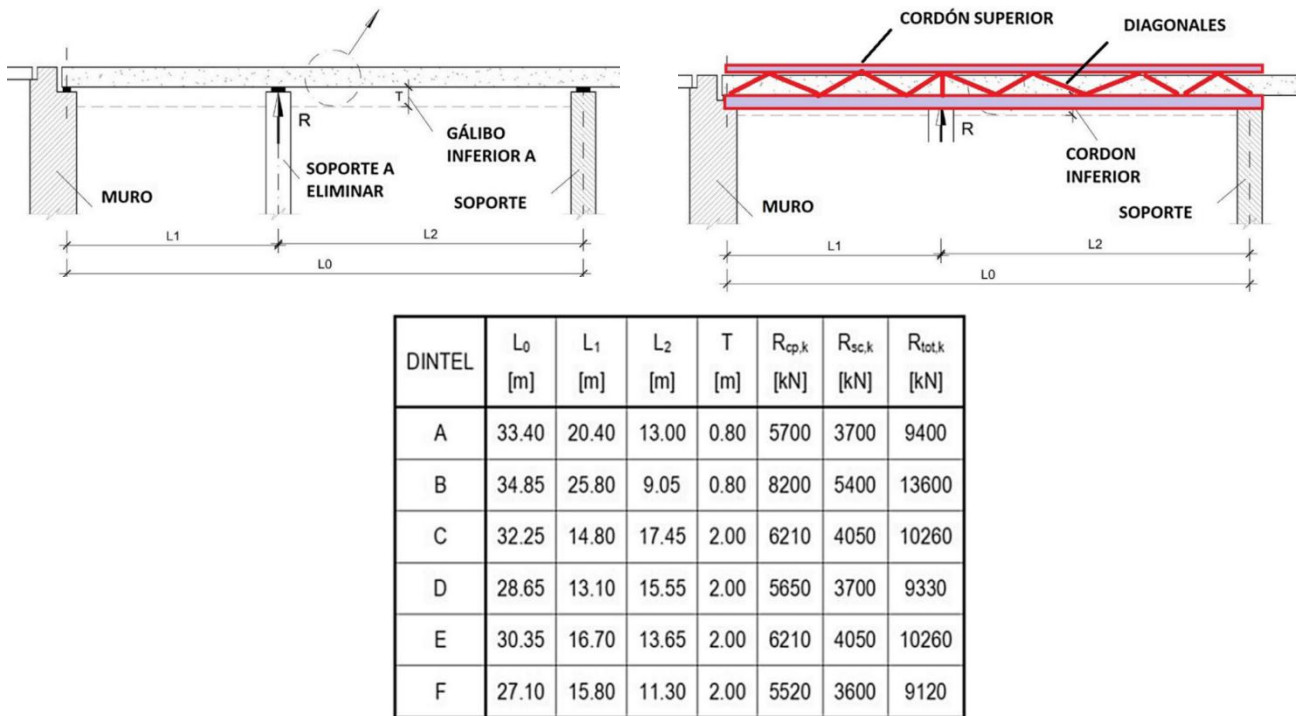 R
T
GÁLIBO
INFERIOR A
SOPORTE A
ELIMINAR
MURO
SOPORTE
L1
L2
L0
CORDÓN SUPERIOR
DIAGONALES
R
CORDON
INFERIOR
MURO
SOPORTE
L1
L2
L0
DINTEL L₀ [m] L₁ [m] L₂ [m] T [m] Rcp,k [kN] Rsc,k [kN] Rtot,k [kN]
A 33.40 20.40 13.00 0.80 5700 3700 9400
B 34.85 25.80 9.05 0.80 8200 5400 13600
C 32.25 14.80 17.45 2.00 6210 4050 10260
D 28.65 13.10 15.55 2.00 5650 3700 9330
E 30.35 16.70 13.65 2.00 6210 4050 10260
F 27.10 15.80 11.30 2.00 5520 3600 9120